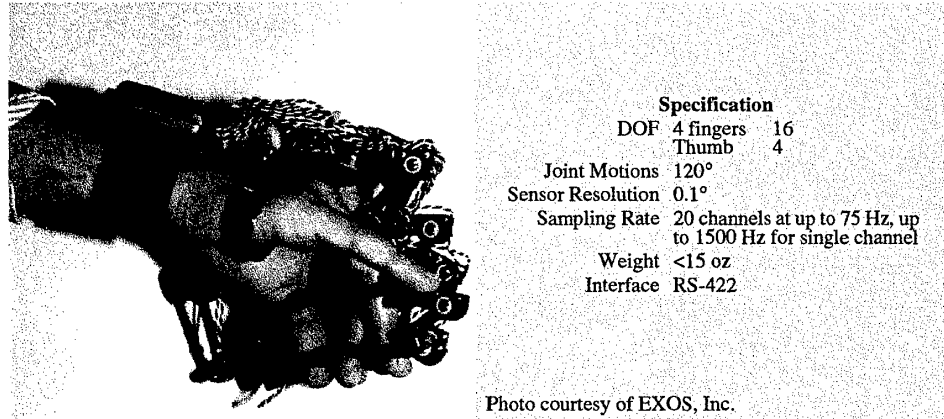 Specification
DOF 4 fingers 16
Thumb 4
Joint Motions 120°
Sensor Resolution 0.1°
Sampling Rate 20 channels at up to 75 Hz, up
to 1500 Hz for single channel
Weight <15 oz
Interface RS-422
Photo courtesy of EXOS, Inc.